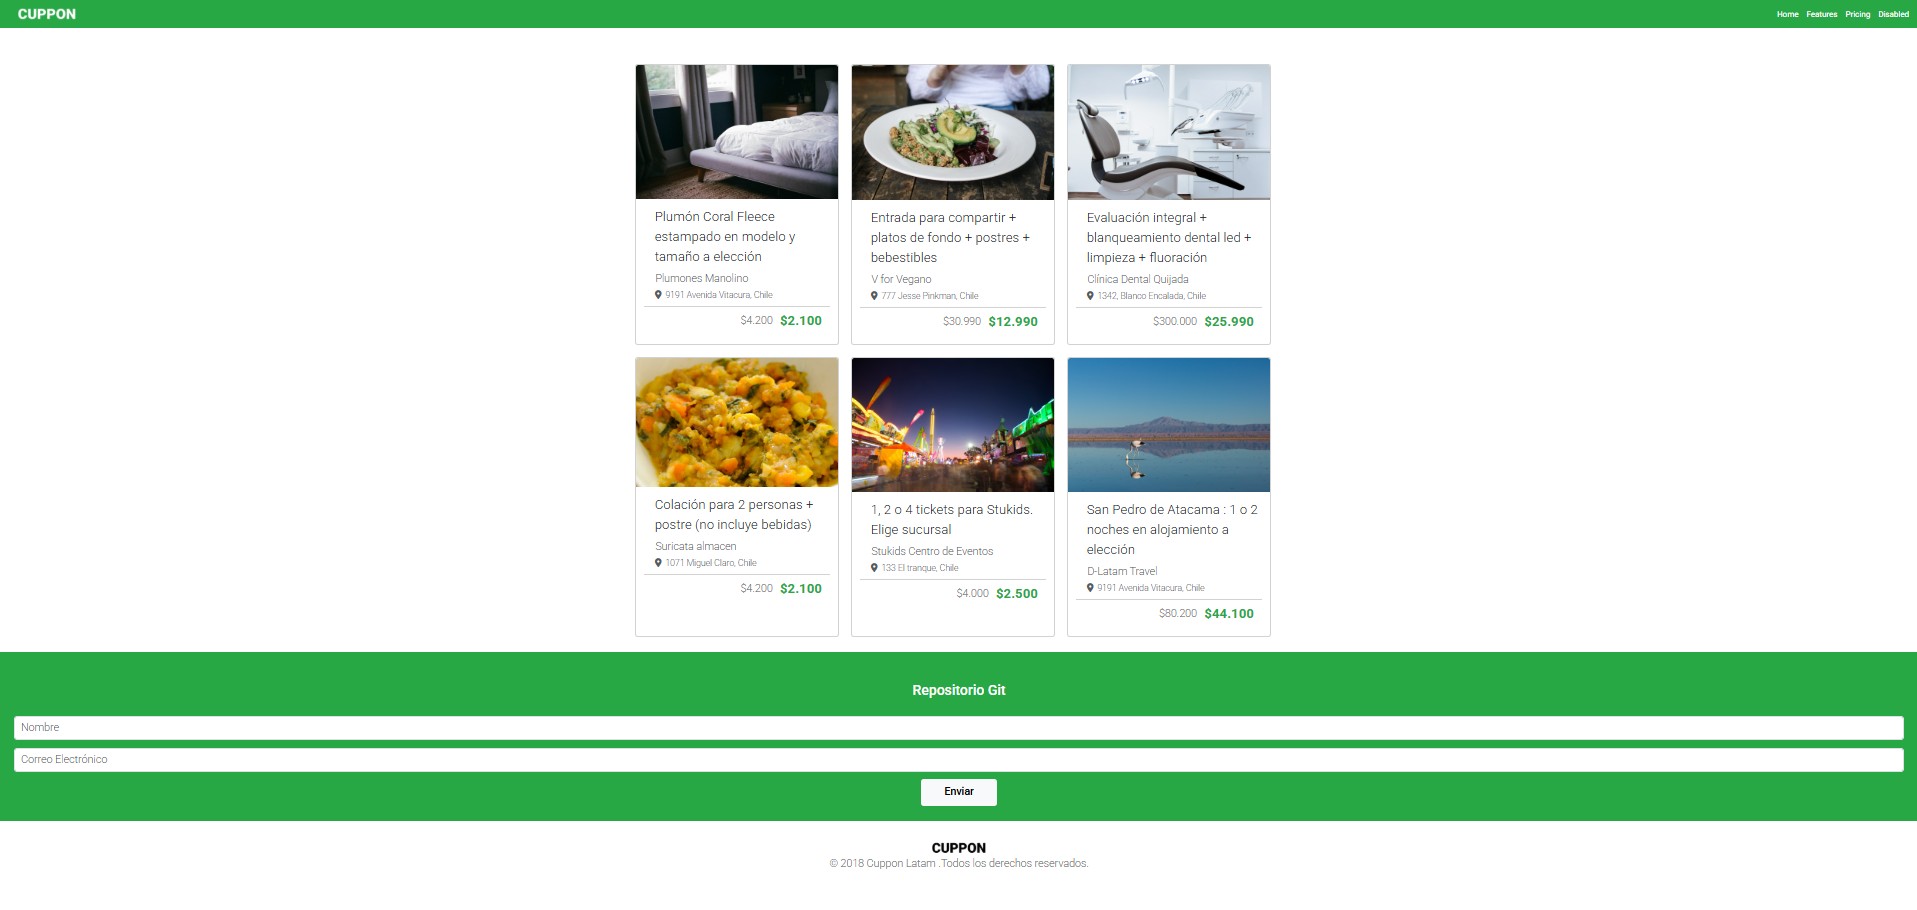 CUPPON
Home Features Pricing Disabled
Plumón Coral Fleece
estampado en modelo y
tamaño a elección
Plumones Manolino
9191 Avenida Vitacura, Chile
$4.200 $2.100
Entrada para compartir +
platos de fondo + postres +
bebestibles
V for Vegano
777 Jesse Pinkman, Chile
$30.990 $12.990
Evaluación integral +
blanqueamiento dental led +
limpieza + fluoración
Clínica Dental Quijada
1342, Blanco Encalada, Chile
$300.000 $25.990
Colación para 2 personas +
postre (no incluye bebidas)
Suricata almacen
1071 Miguel Claro, Chile
$4.200 $2.100
1, 2 o 4 tickets para Stukids.
Elige sucursal
Stukids Centro de Eventos
133 El tranque, Chile
$4.000 $2.500
San Pedro de Atacama : 1 o 2
noches en alojamiento a
elección
D-Latam Travel
9191 Avenida Vitacura, Chile
$80.200 $44.100
Repositorio Git
Nombre
Correo Electrónico
Enviar
CUPPON
© 2018 Cuppon Latam .Todos los derechos reservados.